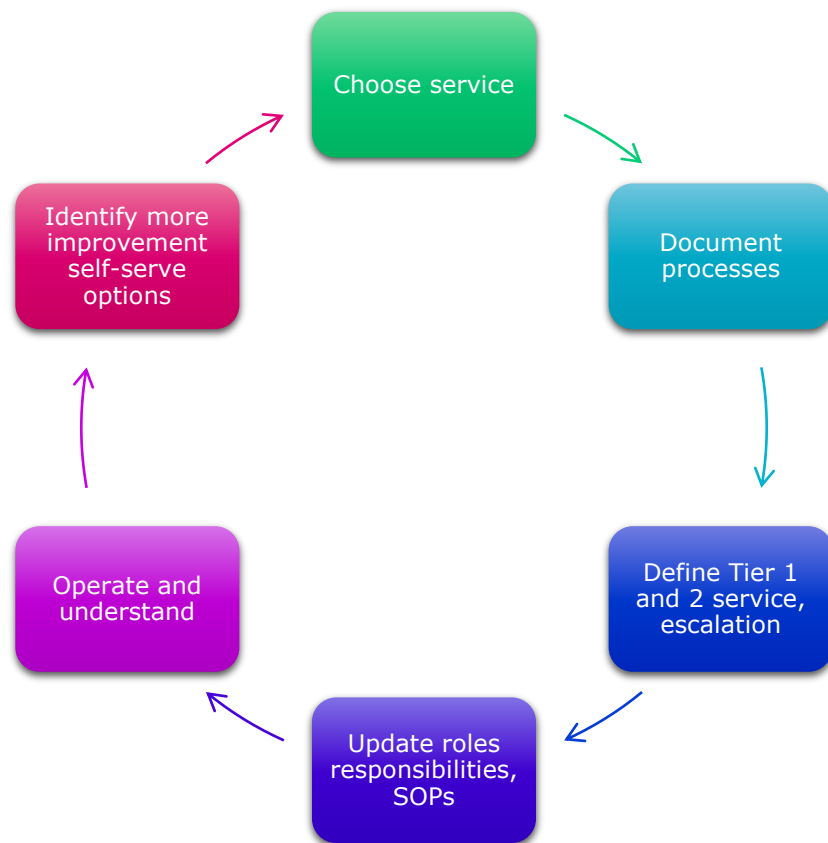 Choose service
Document
processes
Define Tier 1
and 2 service,
escalation
Update roles
responsibilities,
SOPs
Operate and
understand
Identify more
improvement
self-serve
options